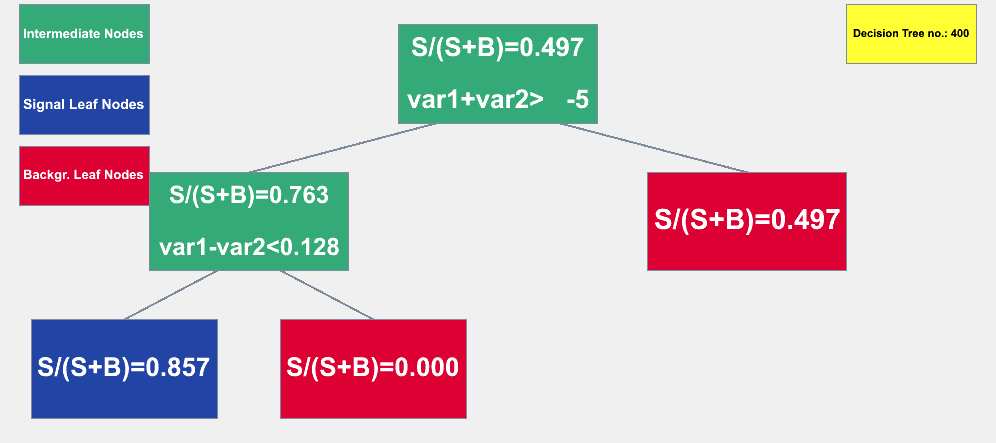 Intermediate Nodes
Signal Leaf Nodes
Backgr. Leaf Nodes
Decision Tree no.: 400
S/(S+B)=0.497
var1+var2> -5
S/(S+B)=0.763
var1-var2<0.128
S/(S+B)=0.497
S/(S+B)=0.857
S/(S+B)=0.000